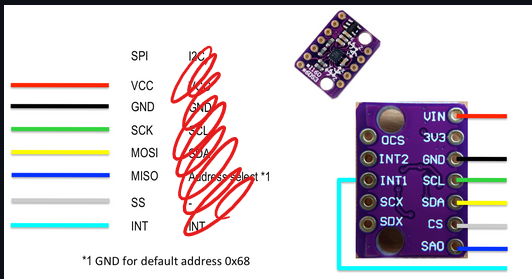 SPI I2C
VCC VCC
GND GND
SCK SCL
MOSI SDA
MISO Address select *1
SS -
INT INT
*1 GND for default address 0x68
VIN
3V3
OCS
INT2 GND
INT1 SCL
SCX SDA
SDX CS
SAO